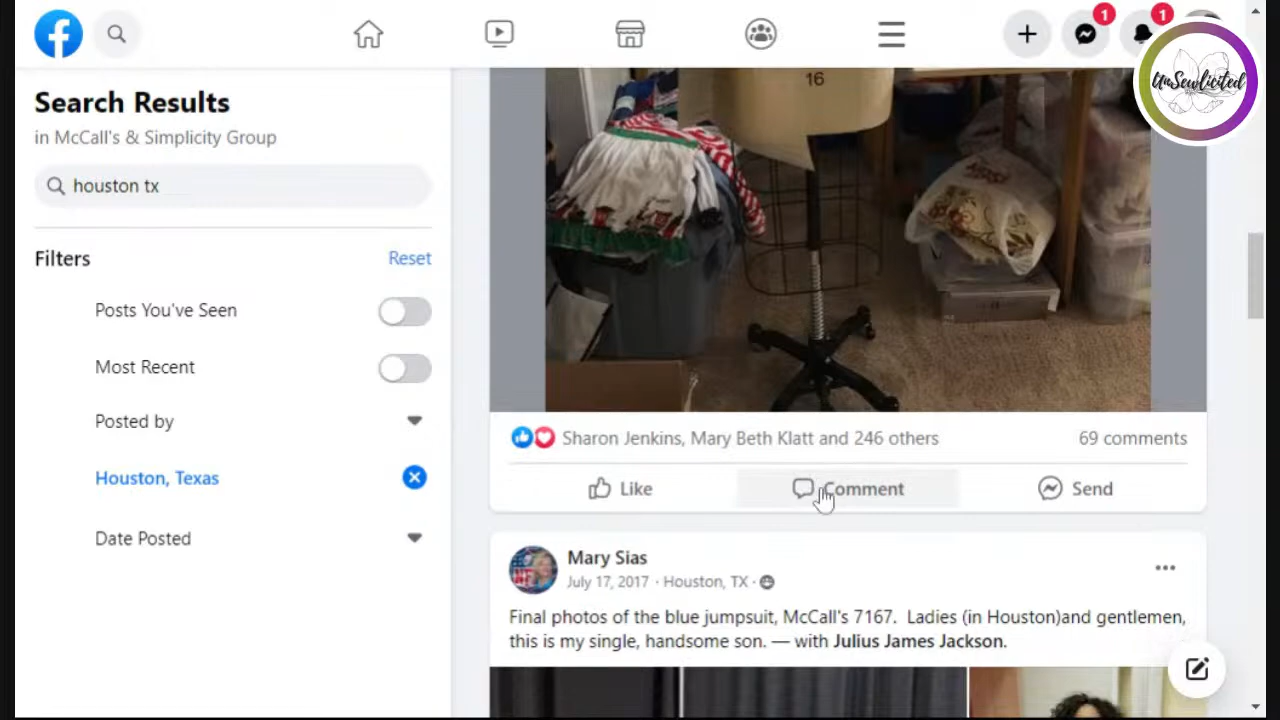 1
1
UnSewlicited
Search Results
in McCall's & Simplicity Group
houston tx
Filters
Reset
Posts You've Seen
Most Recent
Posted by
Houston, Texas
Date Posted
16
Sharon Jenkins, Mary Beth Klatt and 246 others
69 comments
Like
Comment
Send
Mary Sias
July 17, 2017 · Houston, TX ·
Final photos of the blue jumpsuit, McCall's 7167. Ladies (in Houston)and gentlemen,
this is my single, handsome son. — with Julius James Jackson.